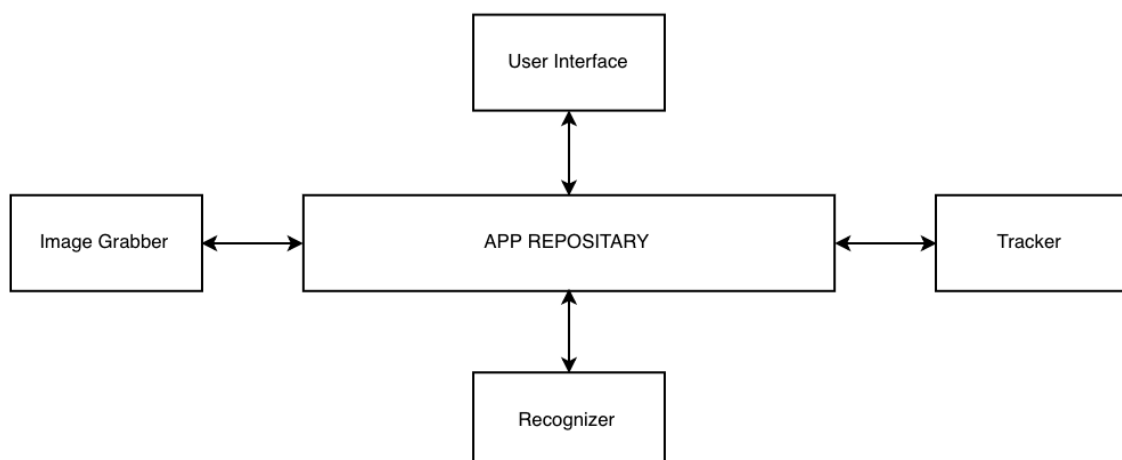 User Interface
Image Grabber
APP REPOSITARY
Tracker
Recognizer